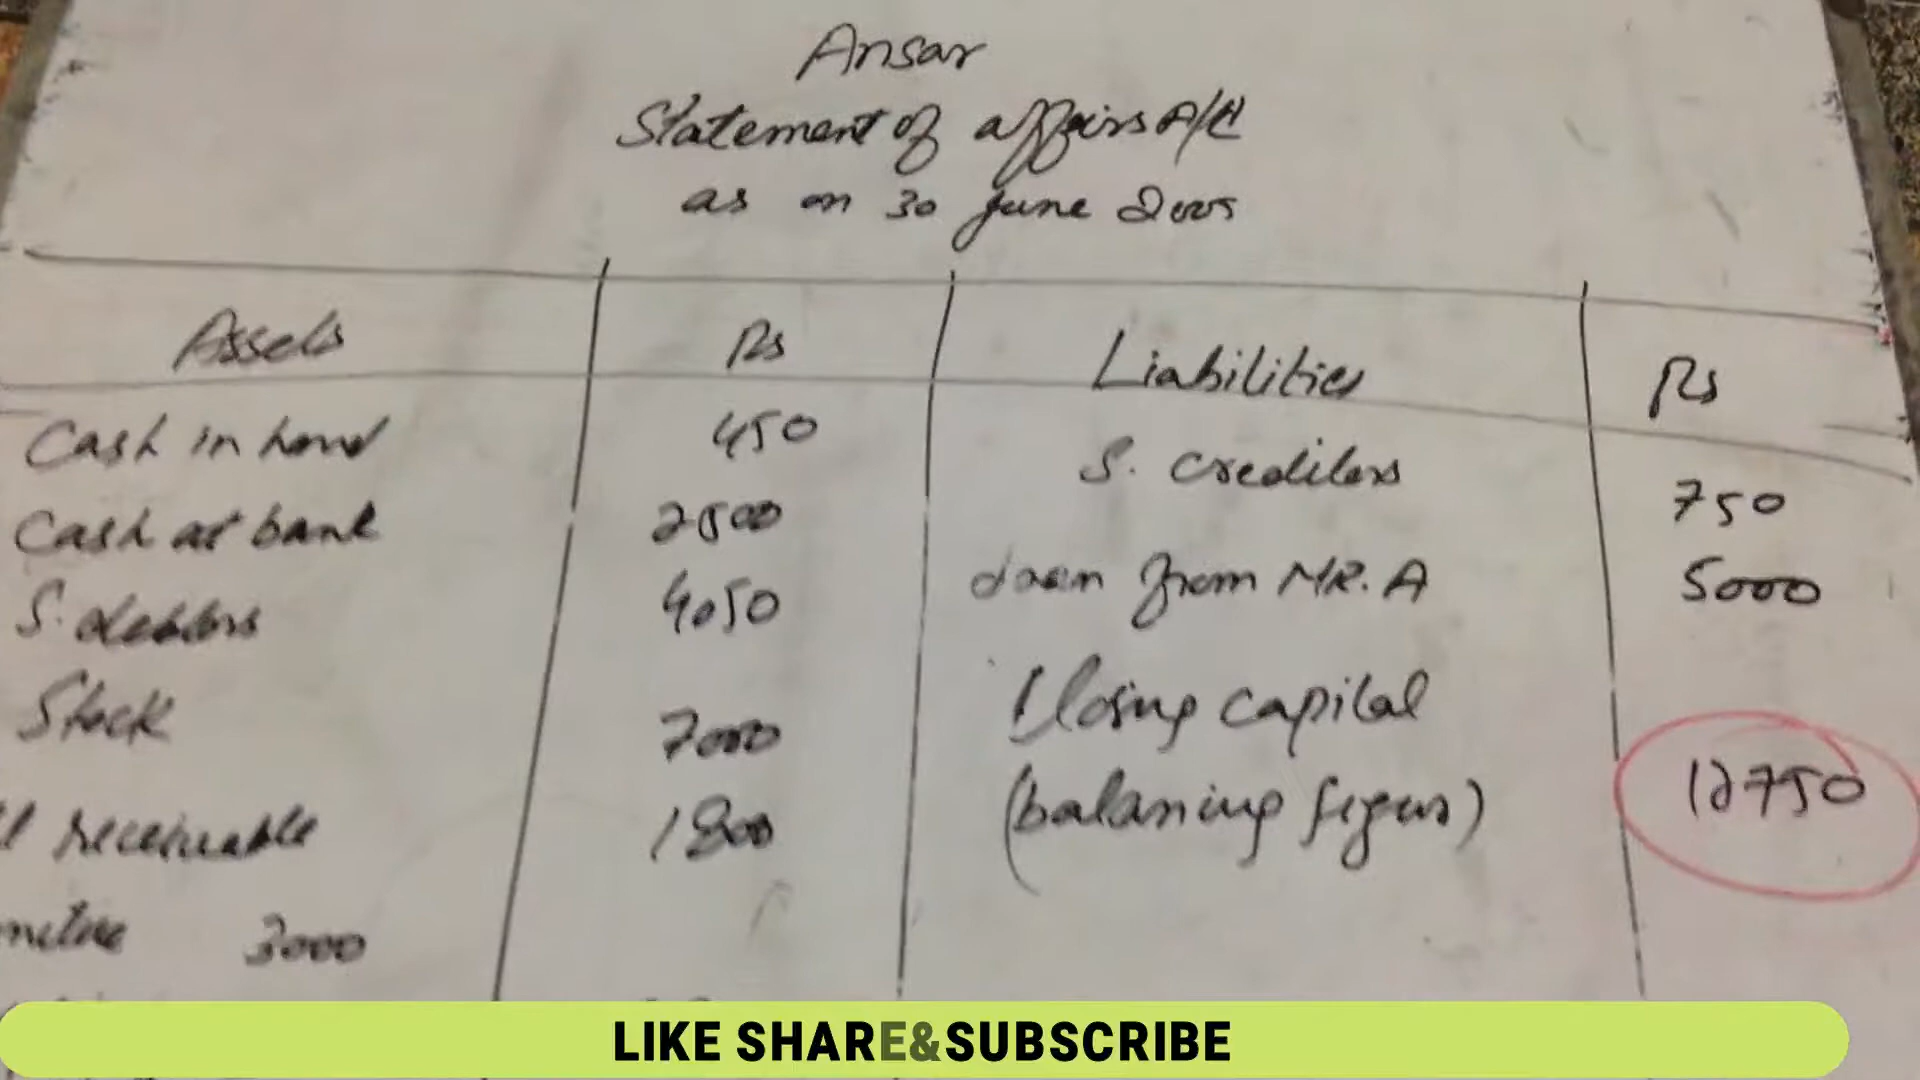 Ansar
Statement of affairs A/C
as on 30 June 2005
Assets Rs Liabilities Rs
Cash in hand 450 S. Creditors 750
Cash at bank 2500 Loan from MR. A 5000
S. debtors 4050 Closing capital
Stock 7000 (balancing figure) 12750
receivable 1800
3000
LIKE SHARE&SUBSCRIBE